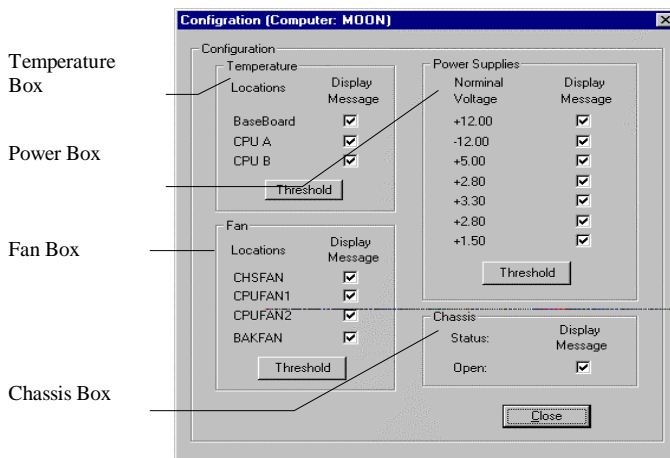 Configration (Computer: MOON)
Configuration
Temperature
Locations
Display
Message
BaseBoard
CPU A
CPU B
Threshold
Power Supplies
Norminal
Voltage
Display
Message
+12.00
-12.00
+5.00
+2.80
+3.30
+2.80
+1.50
Threshold
Fan
Locations
Display
Message
CHSFAN
CPUFAN1
CPUFAN2
BAKFAN
Threshold
Chassis
Status:
Display
Message
Open:
Close
Temperature
Box
Power Box
Fan Box
Chassis Box